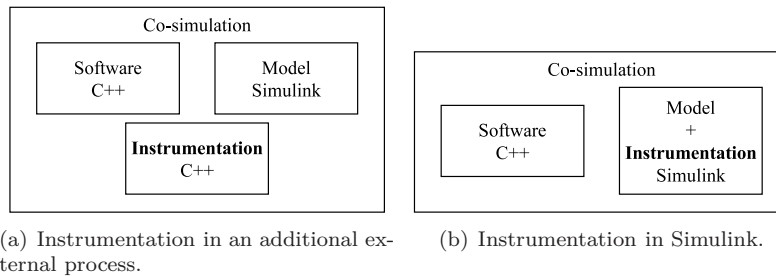 Co-simulation
Software
C++
Model
Simulink
Instrumentation
C++
(a) Instrumentation in an additional ex-
ternal process.
Co-simulation
Software
C++
Model
+
Instrumentation
Simulink
(b) Instrumentation in Simulink.